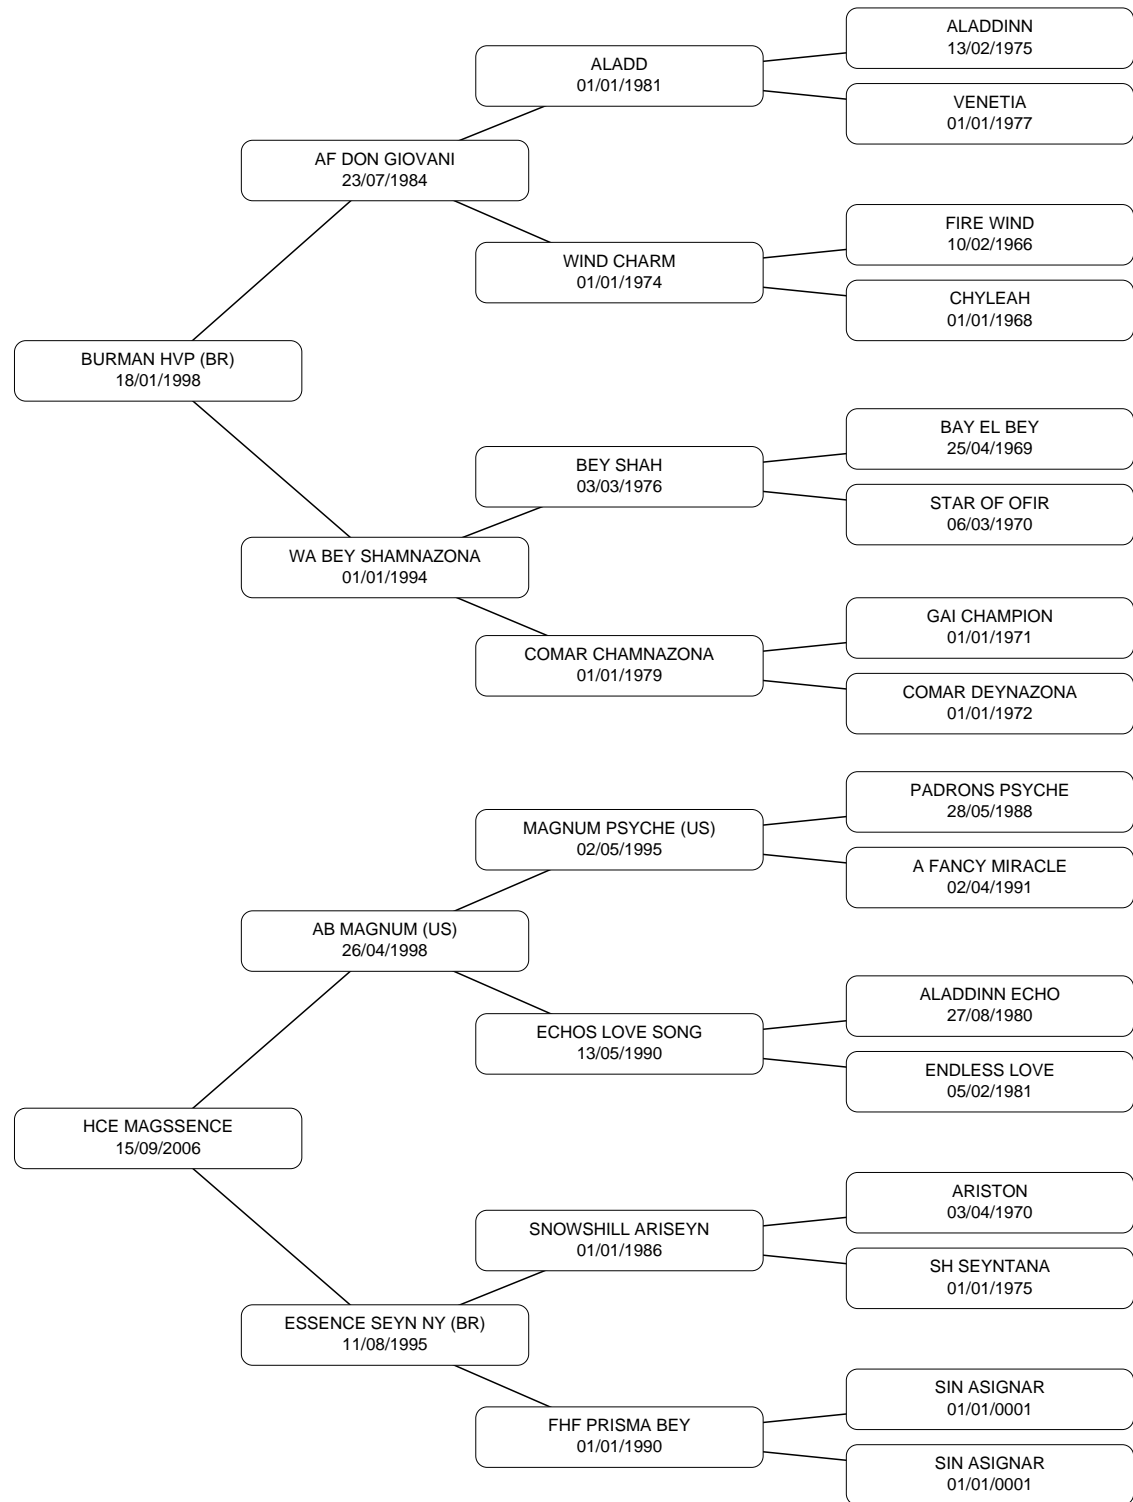 ALADDINN
13/02/1975
ALADD
01/01/1981
VENETIA
01/01/1977
AF DON GIOVANI
23/07/1984
FIRE WIND
10/02/1966
WIND CHARM
01/01/1974
CHYLEAH
01/01/1968
BURMAN HVP (BR)
18/01/1998
BAY EL BEY
25/04/1969
BEY SHAH
03/03/1976
STAR OF OFIR
06/03/1970
WA BEY SHAMNAZONA
01/01/1994
GAI CHAMPION
01/01/1971
COMAR CHAMNAZONA
01/01/1979
COMAR DEYNAZONA
01/01/1972
PADRONS PSYCHE
28/05/1988
MAGNUM PSYCHE (US)
02/05/1995
A FANCY MIRACLE
02/04/1991
AB MAGNUM (US)
26/04/1998
ALADDINN ECHO
27/08/1980
ECHOS LOVE SONG
13/05/1990
ENDLESS LOVE
05/02/1981
HCE MAGSSENCE
15/09/2006
ARISTON
03/04/1970
SNOWSHILL ARISEYN
01/01/1986
SH SEYNTANA
01/01/1975
ESSENCE SEYN NY (BR)
11/08/1995
SIN ASIGNAR
01/01/0001
FHF PRISMA BEY
01/01/1990
SIN ASIGNAR
01/01/0001